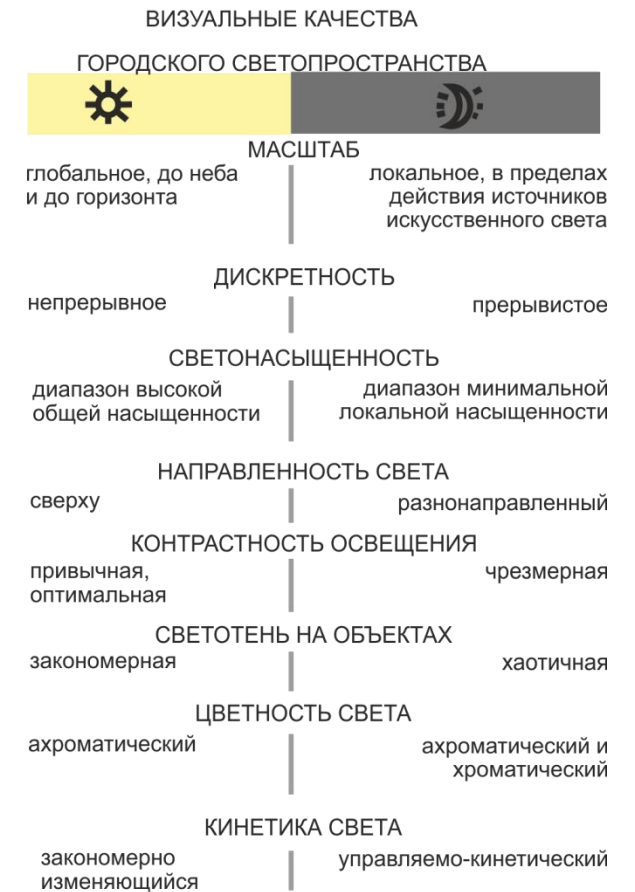 ВИЗУАЛЬНЫЕ КАЧЕСТВА
ГОРОДСКОГО СВЕТОПРОСТРАНСТВА
МАСШТАБ
глобальное, до неба
и до горизонта
локальное, в пределах
действия источников
искусственного света
ДИСКРЕТНОСТЬ
непрерывное
прерывистое
СВЕТОНАСЫЩЕННОСТЬ
диапазон высокой
общей насыщенности
диапазон минимальной
локальной насыщенности
НАПРАВЛЕННОСТЬ СВЕТА
сверху
разнонаправленный
КОНТРАСТНОСТЬ ОСВЕЩЕНИЯ
привычная,
оптимальная
чрезмерная
СВЕТОТЕНЬ НА ОБЪЕКТАХ
закономерная
хаотичная
ЦВЕТНОСТЬ СВЕТА
ахроматический
ахроматический и
хроматический
КИНЕТИКА СВЕТА
закономерно
изменяющийся
управляемо-кинетический